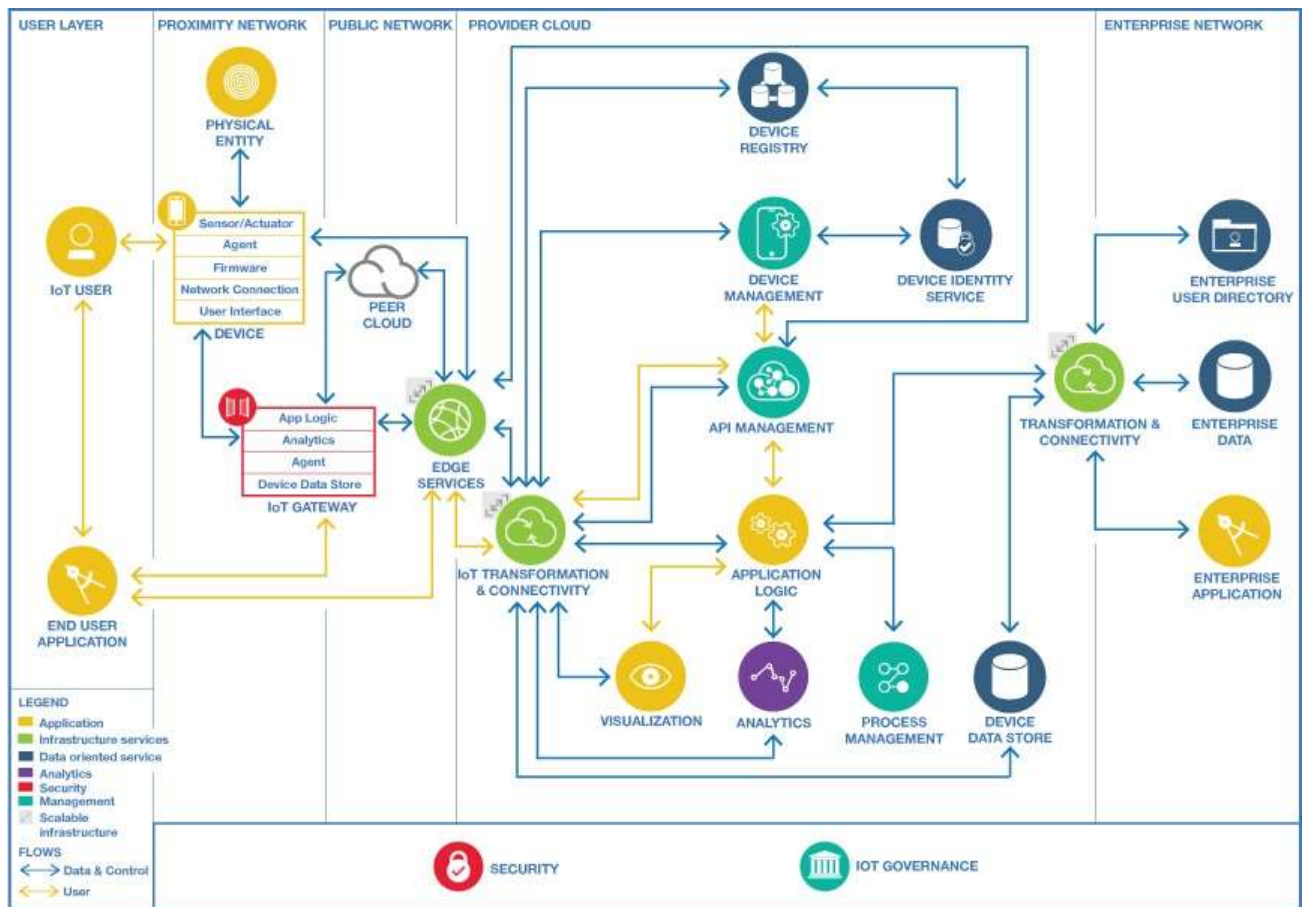 USER LAYER
PROXIMITY NETWORK
PUBLIC NETWORK
PROVIDER CLOUD
ENTERPRISE NETWORK
PHYSICAL
ENTITY
DEVICE
REGISTRY
IoT USER
Sensor/Actuator
Agent
Firmware
Network Connection
User Interface
DEVICE
PEER
CLOUD
DEVICE
MANAGEMENT
DEVICE IDENTITY
SERVICE
ENTERPRISE
USER DIRECTORY
App Logic
Analytics
Agent
Device Data Store
IoT GATEWAY
EDGE
SERVICES
API MANAGEMENT
TRANSFORMATION &
CONNECTIVITY
ENTERPRISE
DATA
END USER
APPLICATION
IoT TRANSFORMATION
& CONNECTIVITY
APPLICATION
LOGIC
ENTERPRISE
APPLICATION
VISUALIZATION
ANALYTICS
PROCESS
MANAGEMENT
DEVICE
DATA STORE
LEGEND
Application
Infrastructure services
Data oriented service
Analytics
Security
Management
Scalable
infrastructure
FLOWS
Data & Control
User
SECURITY
IOT GOVERNANCE